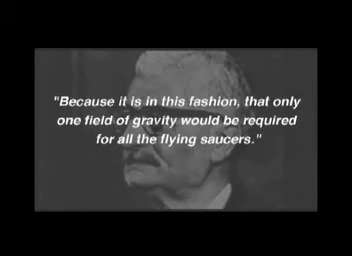 "Because it is in this fashion, that only
one field of gravity would be required
for all the flying saucers."